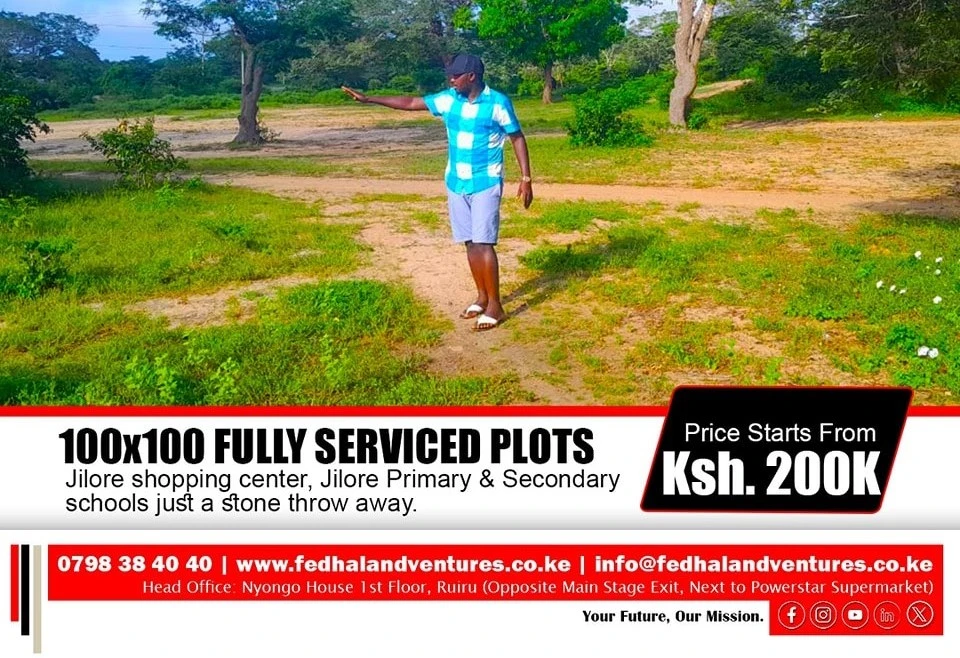 100x100 FULLY SERVICED PLOTS
Jilore shopping center, Jilore Primary & Secondary
schools just a stone throw away.
Price Starts From
Ksh. 200K
0798 38 40 40 | www.fedhalandventures.co.ke | info@fedhalandventures.co.ke
Head Office: Nyongo House 1st Floor, Ruiru (Opposite Main Stage Exit, Next to Powerstar Supermarket)
Your Future, Our Mission.